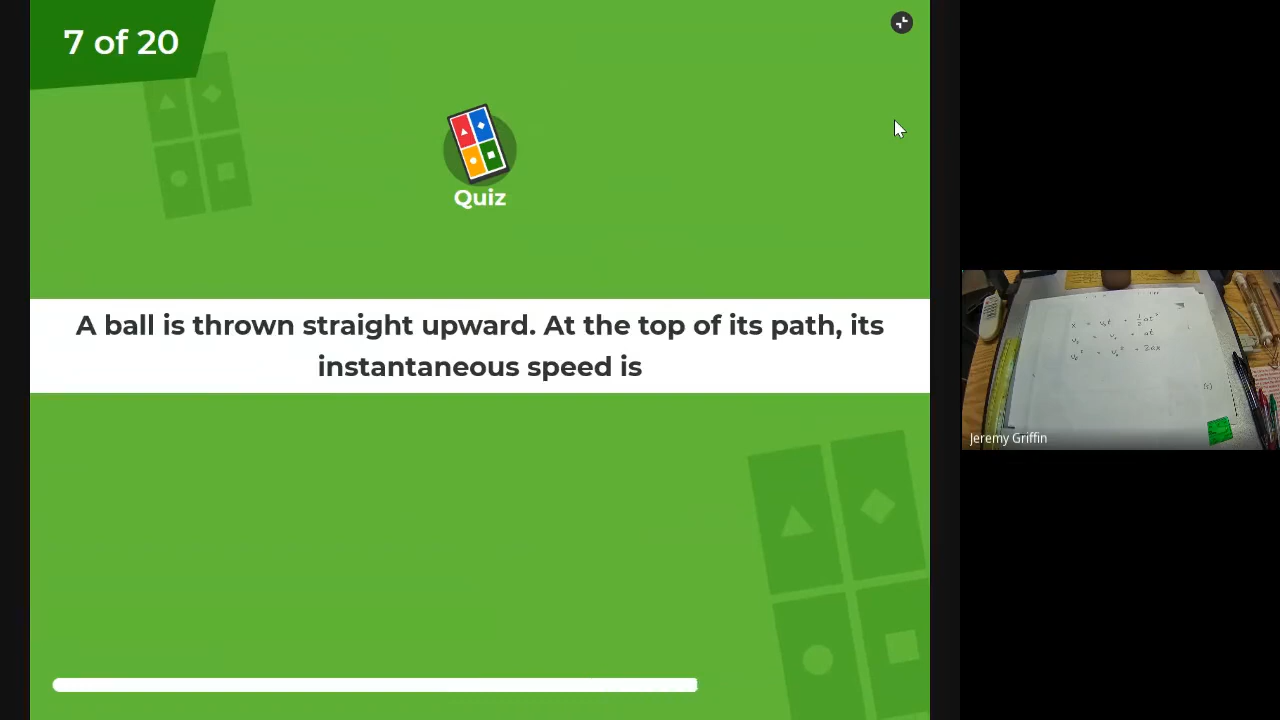 7 of 20
Quiz
A ball is thrown straight upward. At the top of its path, its
instantaneous speed is
Jeremy Griffin